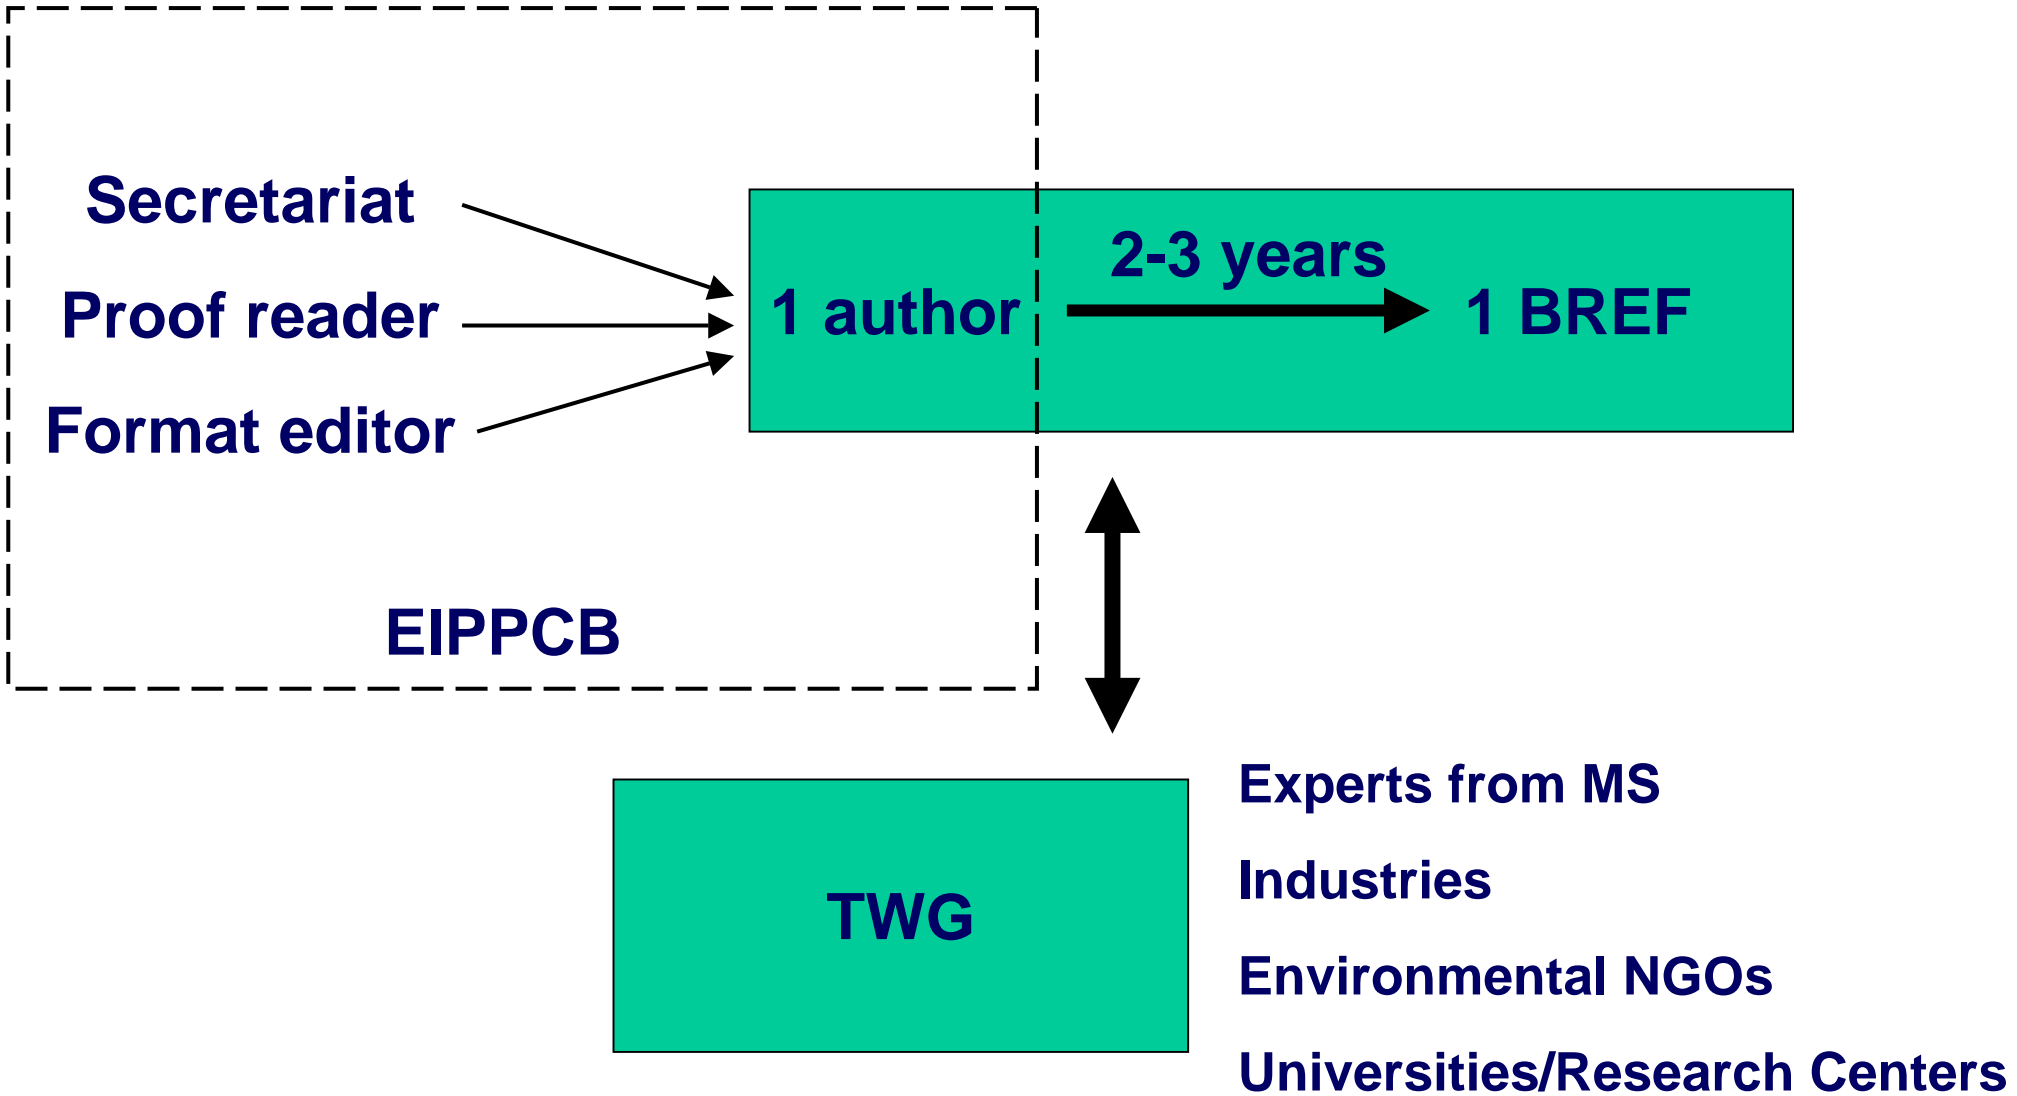 Secretariat
Proof reader
Format editor
1 author
2-3 years
1 BREF
EIPPCB
TWG
Experts from MS
Industries
Environmental NGOs
Universities/Research Centers